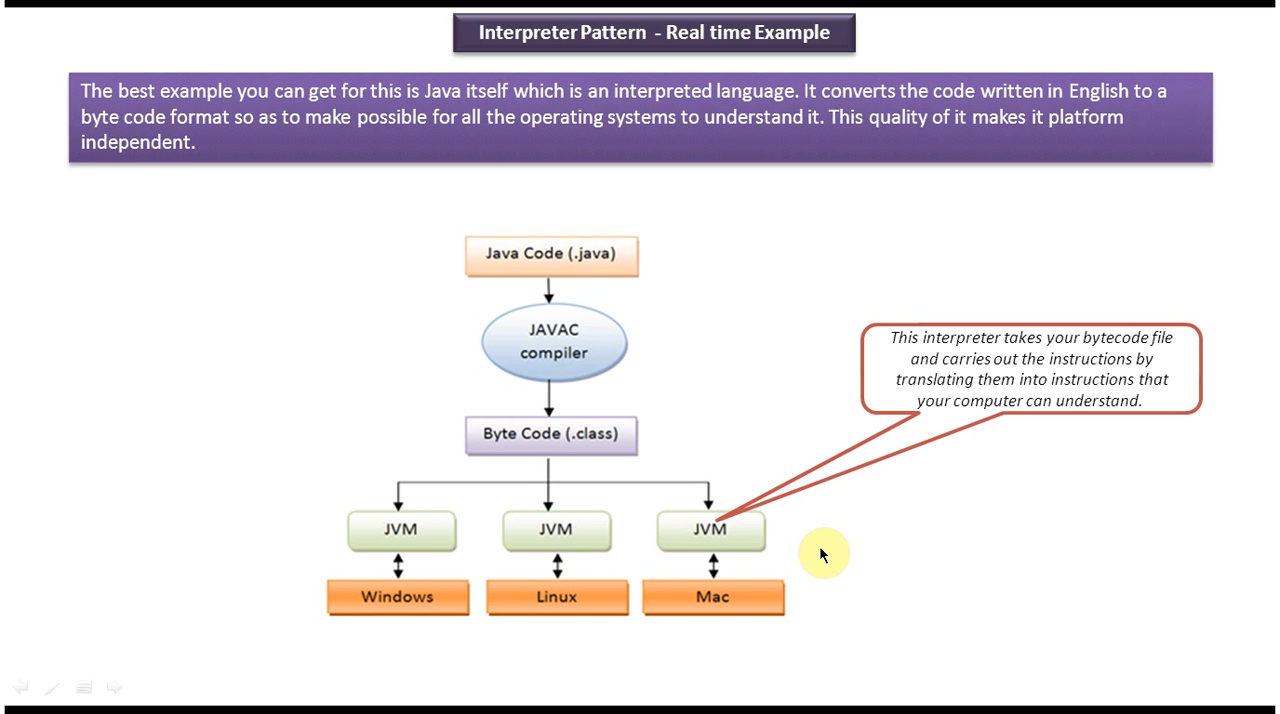 Interpreter Pattern - Real time Example
The best example you can get for this is Java itself which is an interpreted language. It converts the code written in English to a
byte code format so as to make possible for all the operating systems to understand it. This quality of it makes it platform
independent.
Java Code (.java)
JAVAC
compiler
This interpreter takes your bytecode file
and carries out the instructions by
translating them into instructions that
your computer can understand.
Byte Code (.class)
JVM
JVM
JVM
Windows
Linux
Mac